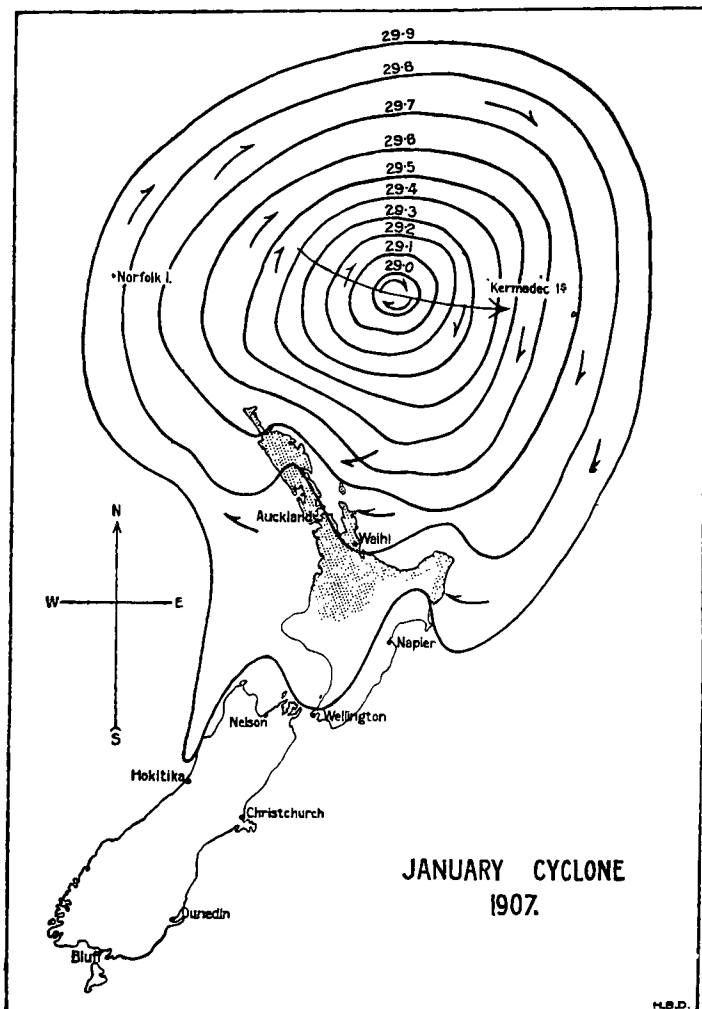 29·9
29·8
29·7
29·6
29·5
29·4
29·3
29·2
29·1
29·0
Norfolk I.
Kermadec Is
Auckland
Waihi
N
W E
S
Napier
Nelson
Wellington
Hokitika
Christchurch
Dunedin
Bluff
JANUARY CYCLONE
1907.
H.B.D.